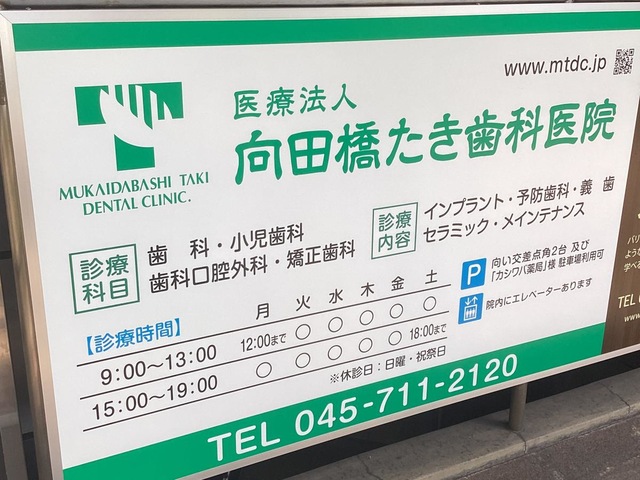 www.mtdc.jp
医療法人
向田橋たき歯科医院
MUKAIDABASHI TAKI
DENTAL CLINIC.
診療
科目
歯 科・小児歯科
歯科口腔外科・矯正歯科
診療
内容
インプラント・予防歯科・義 歯
セラミック・メインテナンス
【診療時間】
月 火 水 木 金 土
9:00〜13:00 12:00まで ○ ○ ○ ○ ○
15:00〜19:00 ○ ○ ○ ○ ○ 18:00まで
※休診日：日曜・祝祭日
P
向い交差点角2台 及び
「カシワバ薬局」様 駐車場利用可
院内にエレベーターあります
TEL 045-711-2120
TEL
www.